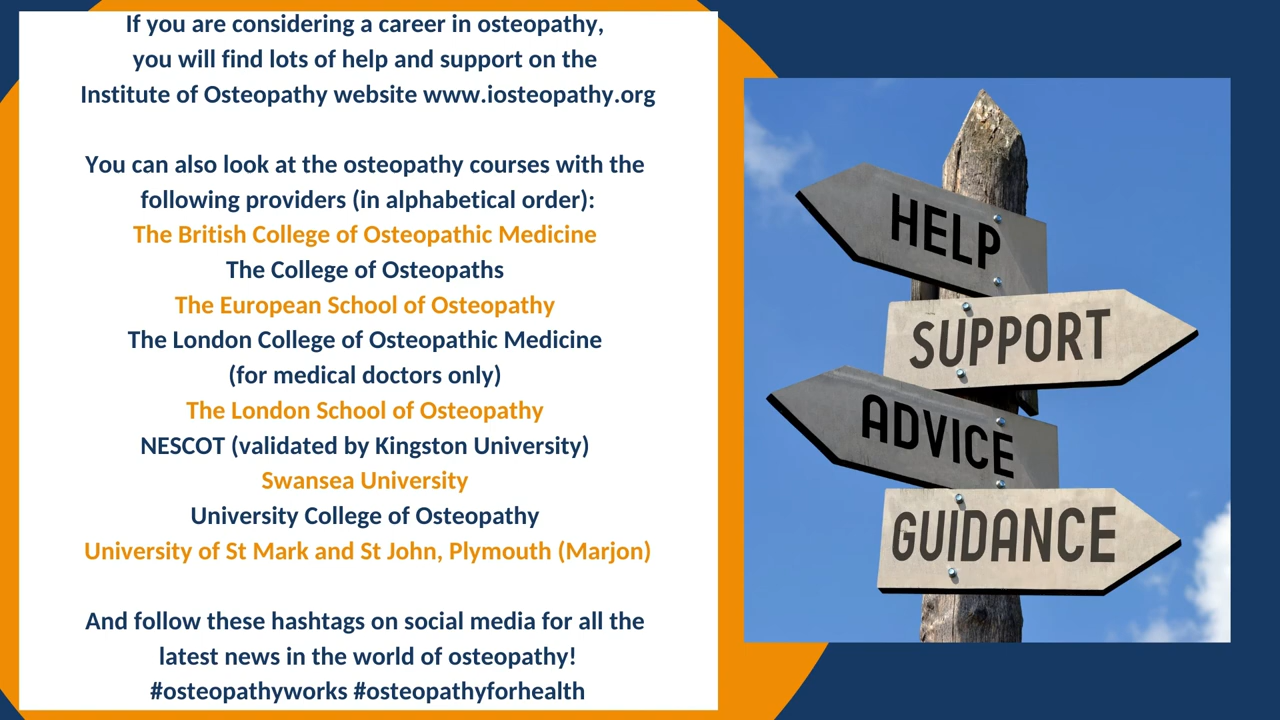 If you are considering a career in osteopathy,
you will find lots of help and support on the
Institute of Osteopathy website www.iosteopathy.org
You can also look at the osteopathy courses with the
following providers (in alphabetical order):
The British College of Osteopathic Medicine
The College of Osteopaths
The European School of Osteopathy
The London College of Osteopathic Medicine
(for medical doctors only)
The London School of Osteopathy
NESCOT (validated by Kingston University)
Swansea University
University College of Osteopathy
University of St Mark and St John, Plymouth (Marjon)
And follow these hashtags on social media for all the
latest news in the world of osteopathy!
#osteopathyworks #osteopathyforhealth
HELP
SUPPORT
ADVICE
GUIDANCE